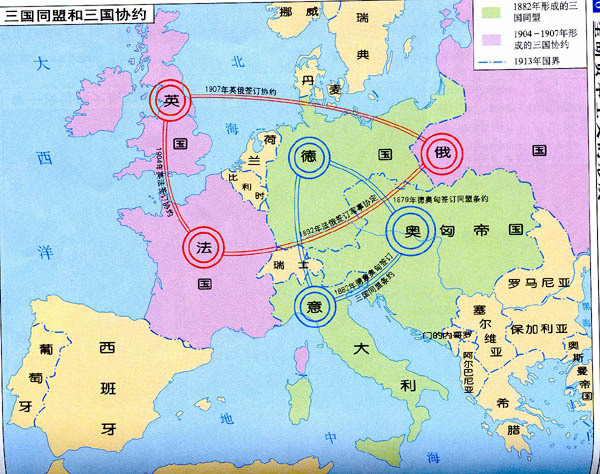 三国同盟和三国协约
1882年形成的三
国同盟
1904-1907年形
成的三国协约
1913年国界
挪威
瑞典
大西洋
北海
丹麦
1907年英俄签订协约
英国
荷兰
比利时
德国
俄国
1904年英法签订协约
1879年德奥匈签订同盟条约
1892年法俄签订军事协定
奥匈帝国
法国
瑞士
1882年德意奥匈签订
三国同盟条约
意大利
罗马尼亚
塞尔维亚
保加利亚
门的内哥罗
阿尔巴尼亚
奥斯曼帝国
希腊
葡萄牙
西班牙
地中海